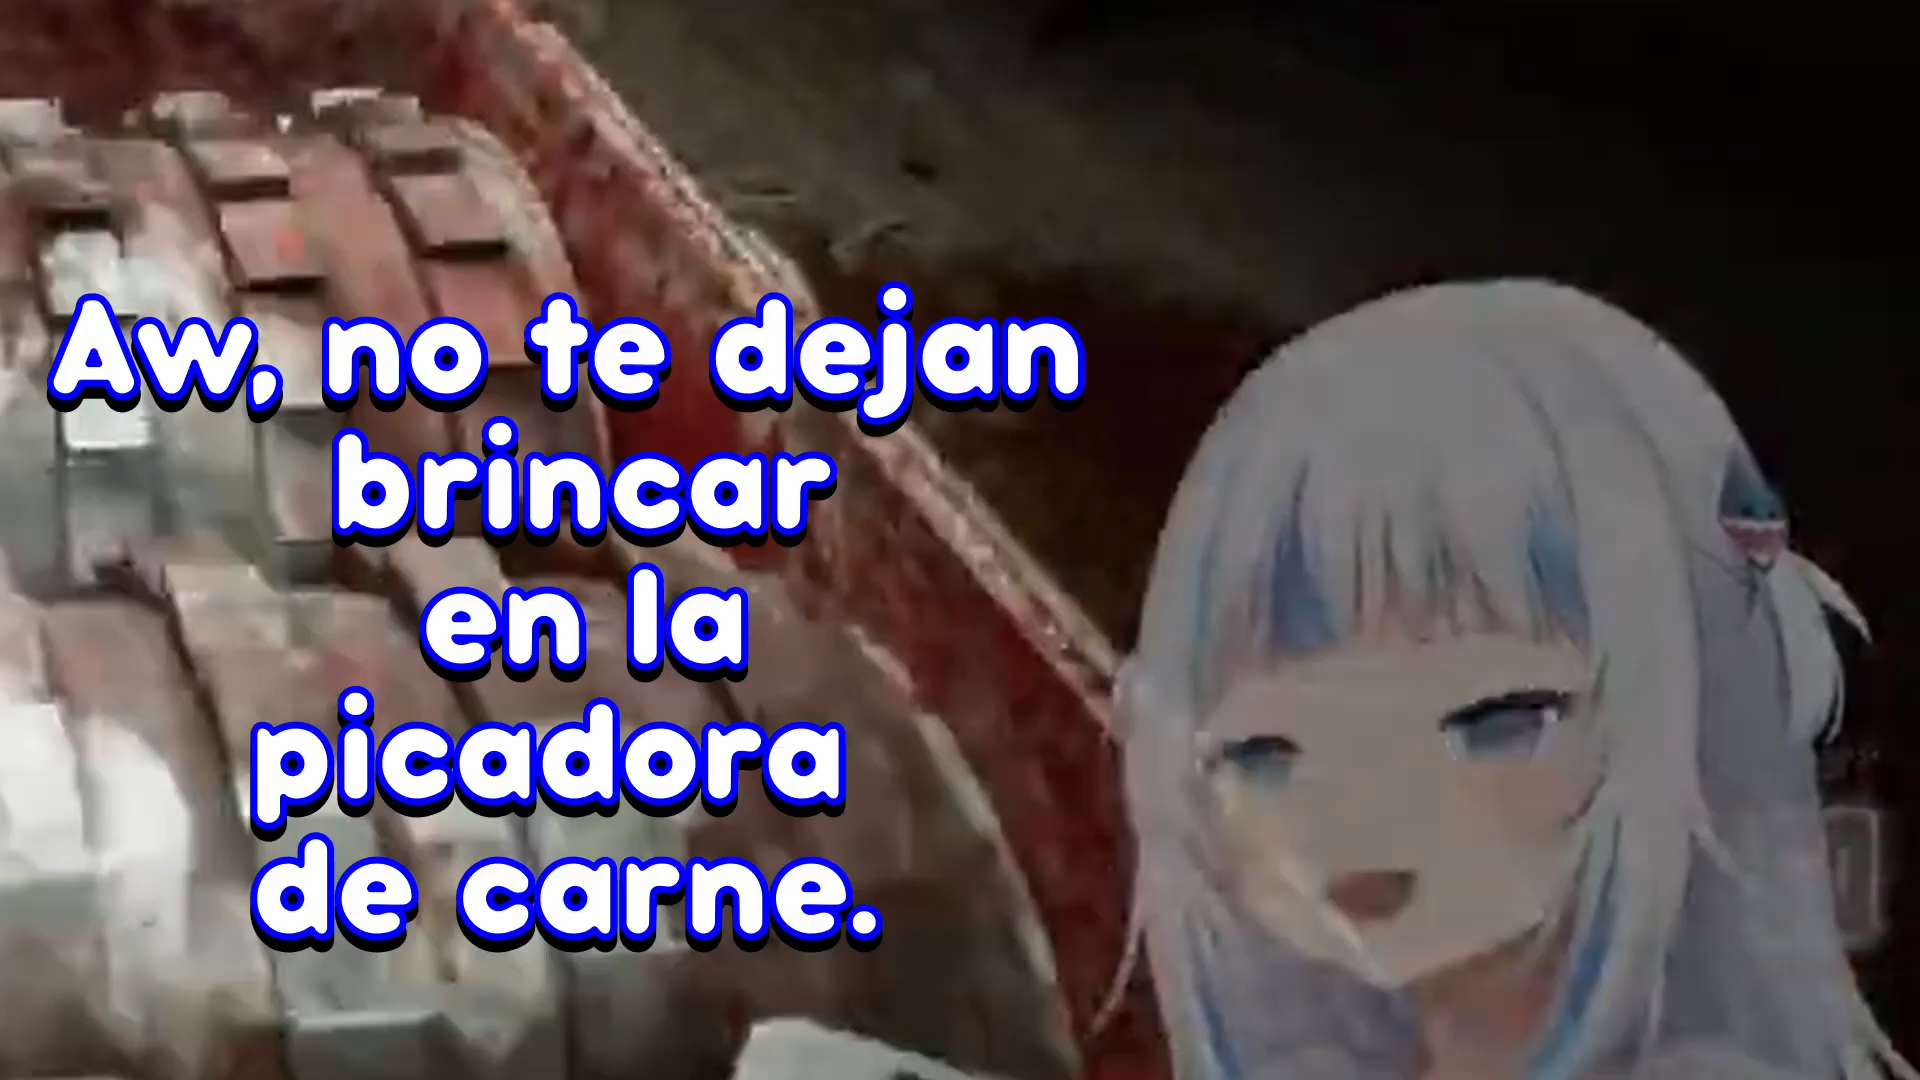 Aw, no te dejan
brincar
en la
picadora
de carne.